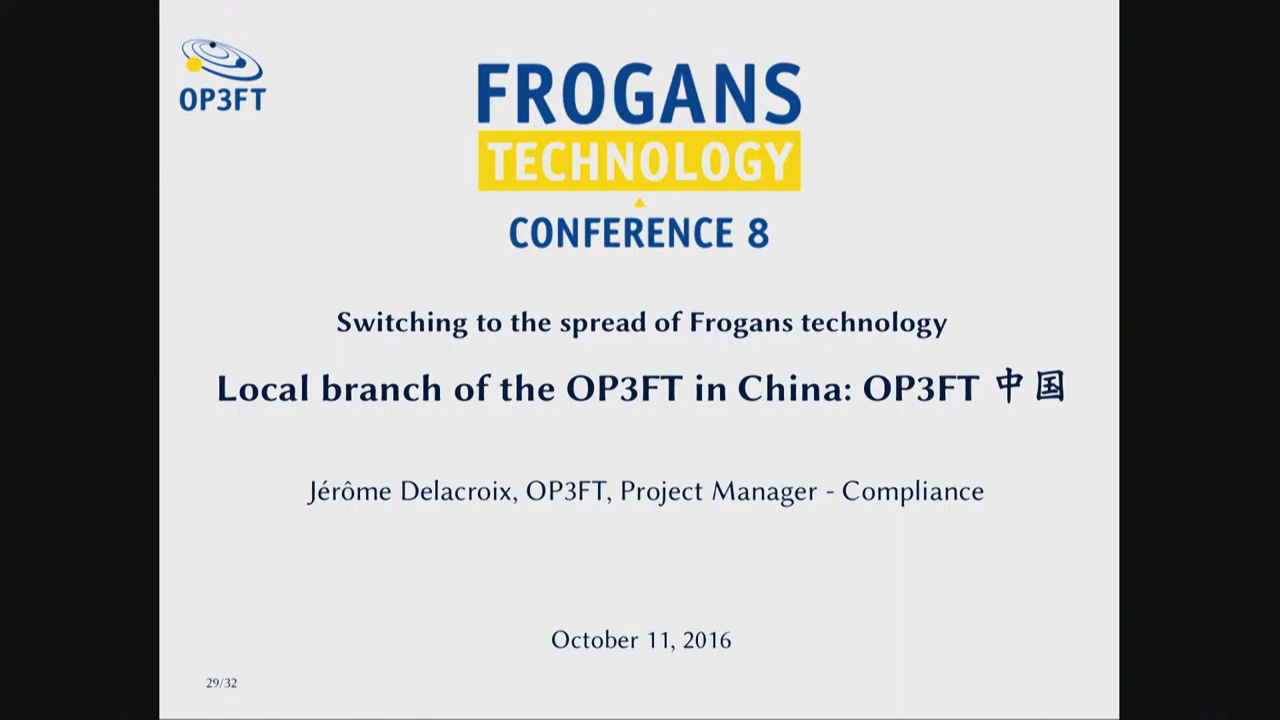 OP3FT
FROGANS
TECHNOLOGY
CONFERENCE 8
Switching to the spread of Frogans technology
Local branch of the OP3FT in China: OP3FT 中国
Jérôme Delacroix, OP3FT, Project Manager - Compliance
October 11, 2016
29/32